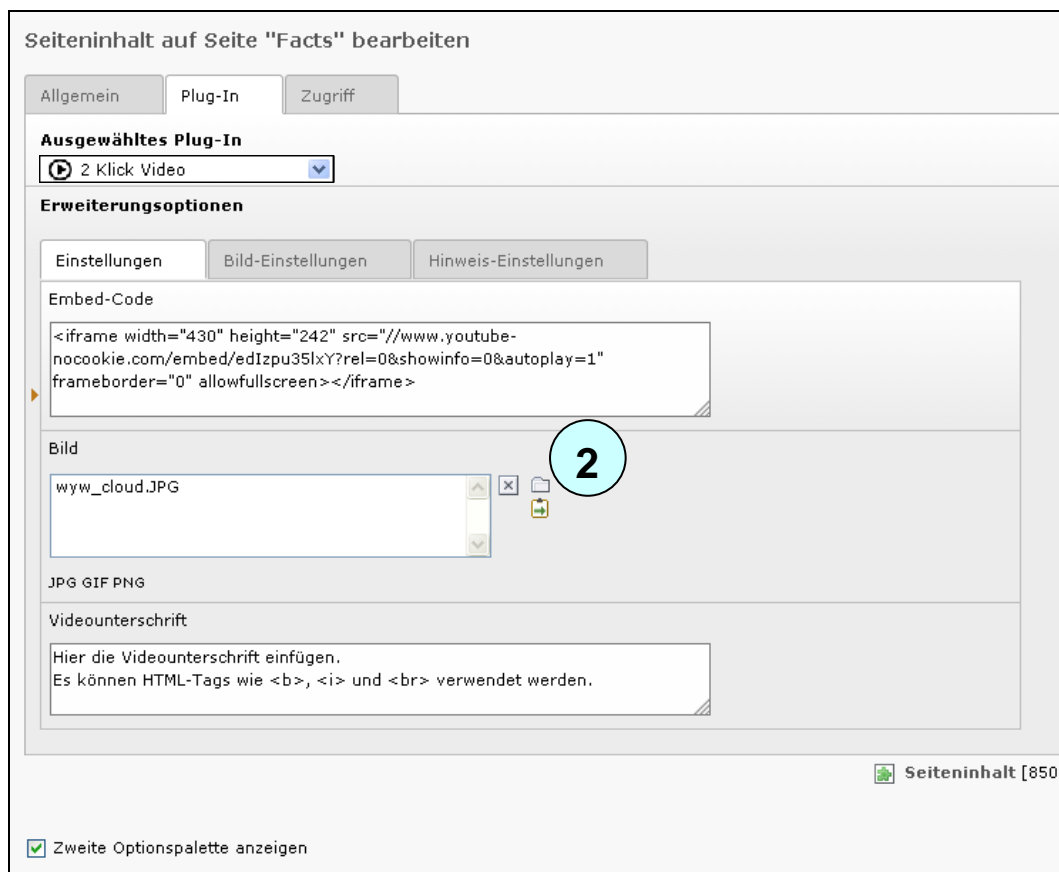 Seiteninhalt auf Seite "Facts" bearbeiten
Allgemein Plug-In Zugriff
Ausgewähltes Plug-In
2 Klick Video
Erweiterungsoptionen
Einstellungen Bild-Einstellungen Hinweis-Einstellungen
Embed-Code
<iframe width="430" height="242" src="//www.youtube-
nocookie.com/embed/edIzpu35lxY?rel=0&showinfo=0&autoplay=1"
frameborder="0" allowfullscreen></iframe>
Bild
2
wyw_cloud.JPG
JPG GIF PNG
Videounterschrift
Hier die Videounterschrift einfügen.
Es können HTML-Tags wie <b>, <i> und <br> verwendet werden.
Seiteninhalt [850
Zweite Optionspalette anzeigen